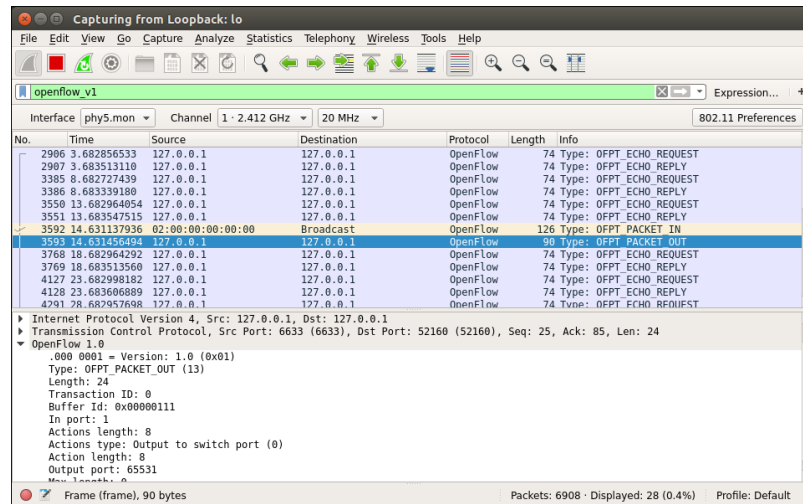 Capturing from Loopback: lo
File Edit View Go Capture Analyze Statistics Telephony Wireless Tools Help
openflow_v1 Expression... +
Interface phy5.mon Channel 1 · 2.412 GHz 20 MHz 802.11 Preferences
No. Time Source Destination Protocol Length Info
2906 3.682856533 127.0.0.1 127.0.0.1 OpenFlow 74 Type: OFPT_ECHO_REQUEST
2907 3.683513110 127.0.0.1 127.0.0.1 OpenFlow 74 Type: OFPT_ECHO_REPLY
3385 8.682727439 127.0.0.1 127.0.0.1 OpenFlow 74 Type: OFPT_ECHO_REQUEST
3386 8.683339180 127.0.0.1 127.0.0.1 OpenFlow 74 Type: OFPT_ECHO_REPLY
3550 13.682964054 127.0.0.1 127.0.0.1 OpenFlow 74 Type: OFPT_ECHO_REQUEST
3551 13.683547515 127.0.0.1 127.0.0.1 OpenFlow 74 Type: OFPT_ECHO_REPLY
3592 14.631137936 02:00:00:00:00:00 Broadcast OpenFlow 126 Type: OFPT_PACKET_IN
3593 14.631456494 127.0.0.1 127.0.0.1 OpenFlow 90 Type: OFPT_PACKET_OUT
3768 18.682964292 127.0.0.1 127.0.0.1 OpenFlow 74 Type: OFPT_ECHO_REQUEST
3769 18.683513560 127.0.0.1 127.0.0.1 OpenFlow 74 Type: OFPT_ECHO_REPLY
4127 23.682998182 127.0.0.1 127.0.0.1 OpenFlow 74 Type: OFPT_ECHO_REQUEST
4128 23.683606889 127.0.0.1 127.0.0.1 OpenFlow 74 Type: OFPT_ECHO_REPLY
4291 28.682957698 127.0.0.1 127.0.0.1 OpenFlow 74 Type: OFPT_ECHO_REQUEST
Internet Protocol Version 4, Src: 127.0.0.1, Dst: 127.0.0.1
Transmission Control Protocol, Src Port: 6633 (6633), Dst Port: 52160 (52160), Seq: 25, Ack: 85, Len: 24
OpenFlow 1.0
.000 0001 = Version: 1.0 (0x01)
Type: OFPT_PACKET_OUT (13)
Length: 24
Transaction ID: 0
Buffer Id: 0x00000111
In port: 1
Actions length: 8
Actions type: Output to switch port (0)
Action length: 8
Output port: 65531
Max length: 0
Frame (frame), 90 bytes Packets: 6908 · Displayed: 28 (0.4%) Profile: Default